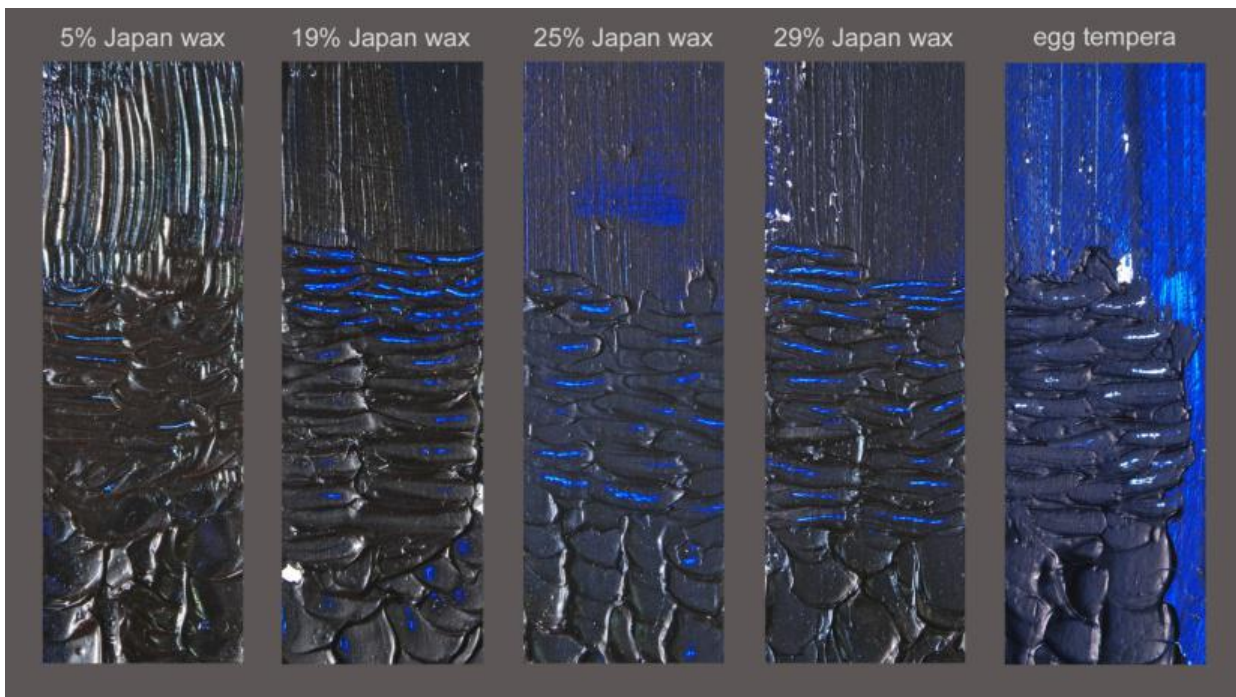 5% Japan wax
19% Japan wax
25% Japan wax
29% Japan wax
egg tempera